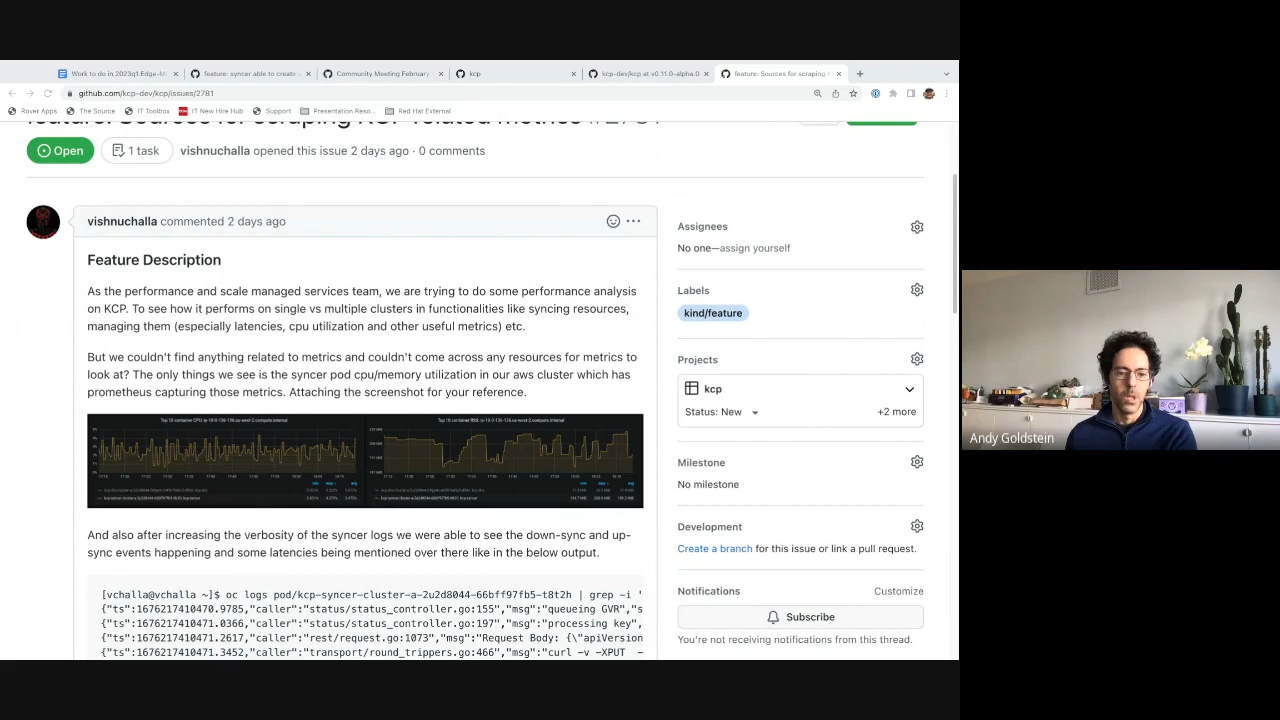 Work to do in 2023q1 Edge-M
feature: syncer able to create
Community Meeting February
kcp
kcp-dev/kcp at v0.11.0-alpha.0
feature: Sources for scraping
github.com/kcp-dev/kcp/issues/2781
Rover Apps
The Source
IT Toolbox
IT New Hire Hub
Support
Presentation Reso...
Red Hat External
feature: Sources for scraping KCP related metrics #2781
Open
1 task
vishnuchalla opened this issue 2 days ago · 0 comments
vishnuchalla commented 2 days ago
Feature Description
As the performance and scale managed services team, we are trying to do some performance analysis
on KCP. To see how it performs on single vs multiple clusters in functionalities like syncing resources,
managing them (especially latencies, cpu utilization and other useful metrics) etc.
But we couldn't find anything related to metrics and couldn't come across any resources for metrics to
look at? The only things we see is the syncer pod cpu/memory utilization in our aws cluster which has
prometheus capturing those metrics. Attaching the screenshot for your reference.
And also after increasing the verbosity of the syncer logs we were able to see the down-sync and up-
sync events happening and some latencies being mentioned over there like in the below output.
[vchalla@vchalla ~]$ oc logs pod/kcp-syncer-cluster-a-2u2d8044-66bff97fb5-t8t2h | grep -i '
{"ts":1676217410470.9785,"caller":"status/status_controller.go:155","msg":"queueing GVR","s
{"ts":1676217410471.0366,"caller":"status/status_controller.go:197","msg":"processing key",
{"ts":1676217410471.2617,"caller":"rest/request.go:1073","msg":"Request Body: {\"apiVersion
{"ts":1676217410471.3452,"caller":"transport/round_trippers.go:466","msg":"curl -v -XPUT -
Assignees
No one—assign yourself
Labels
kind/feature
Projects
kcp
Status: New
+2 more
Milestone
No milestone
Development
Create a branch for this issue or link a pull request.
Notifications
Customize
Subscribe
You're not receiving notifications from this thread.
Andy Goldstein